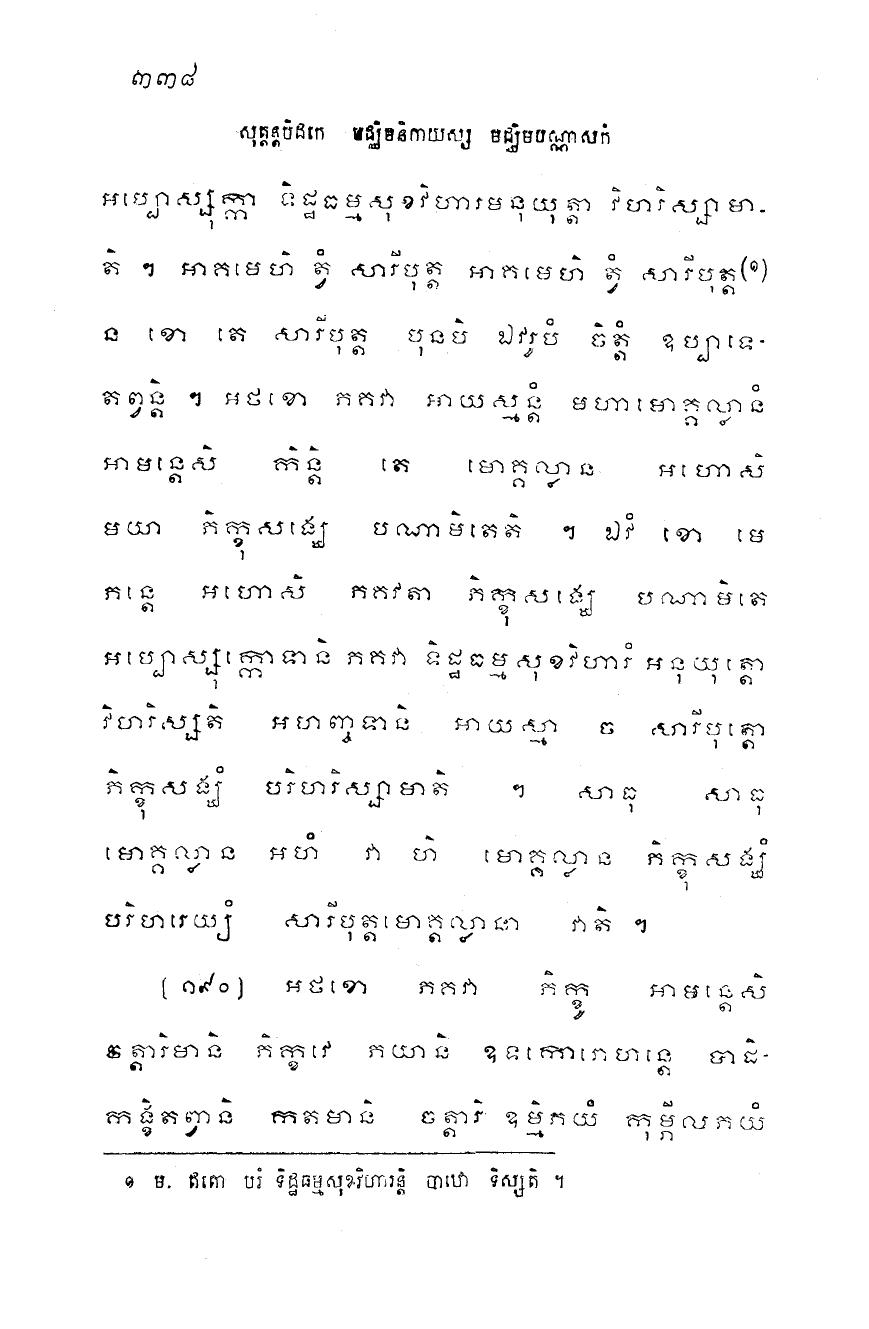 ៣៣៨
សុត្តន្តបិដកេ មជ្ឈិមនិកាយស្ស មជ្ឈិមបណ្ណាសកំ
អប្បោស្សុក្កា ទិដ្ឋធម្មសុខវិហារមនុយុត្តា វិហរិស្សាមា-
តិ ។ អាគមេហិ ត្វំ សារីបុត្ត អាគមេហិ ត្វំ សារីបុត្ត(១)
ន ខោ តេ សារីបុត្ត បុនបិ ឯវរូបំ ចិត្តំ ឧប្បាទេ-
តព្វន្តិ ។ អថខោ ភគវា អាយស្មន្តំ មហាមោគ្គល្លានំ
អាមន្តេសិ កិន្តិ តេ មោគ្គល្លាន អហោសិ
មយា ភិក្ខុសង្ឃេ បណាមិតេតិ ។ ឯវំ ខោ មេ
ភន្តេ អហោសិ ភគវតា ភិក្ខុសង្ឃេ បណាមិតេ
អប្បោស្សុក្កោទានិ ភគវា ទិដ្ឋធម្មសុខវិហារំ អនុយុត្តោ
វិហរិស្សតិ អហញ្ចទានិ អាយស្មា ច សារីបុត្តោ
ភិក្ខុសង្ឃំ បរិហរិស្សាមាតិ ។ សាធុ សាធុ
មោគ្គល្លាន អហំ វា ហិ មោគ្គល្លាន ភិក្ខុសង្ឃំ
បរិហរេយ្យំ សារីបុត្តមោគ្គល្លានា វាតិ ។
[១៩០] អថខោ ភគវា ភិក្ខូ អាមន្តេសិ
ចត្តារិមានិ ភិក្ខវេ ភយានិ ឧទកោរោហន្តេ បាដិ-
កង្ខិតព្វានិ កតមានិ ចត្តារិ ឧម្មិភយំ កុម្ភីលភយំ
១ ម. ឥតោ បរំ ទិដ្ឋធម្មសុខវិហារន្តិ បាឋោ ទិស្សតិ ។